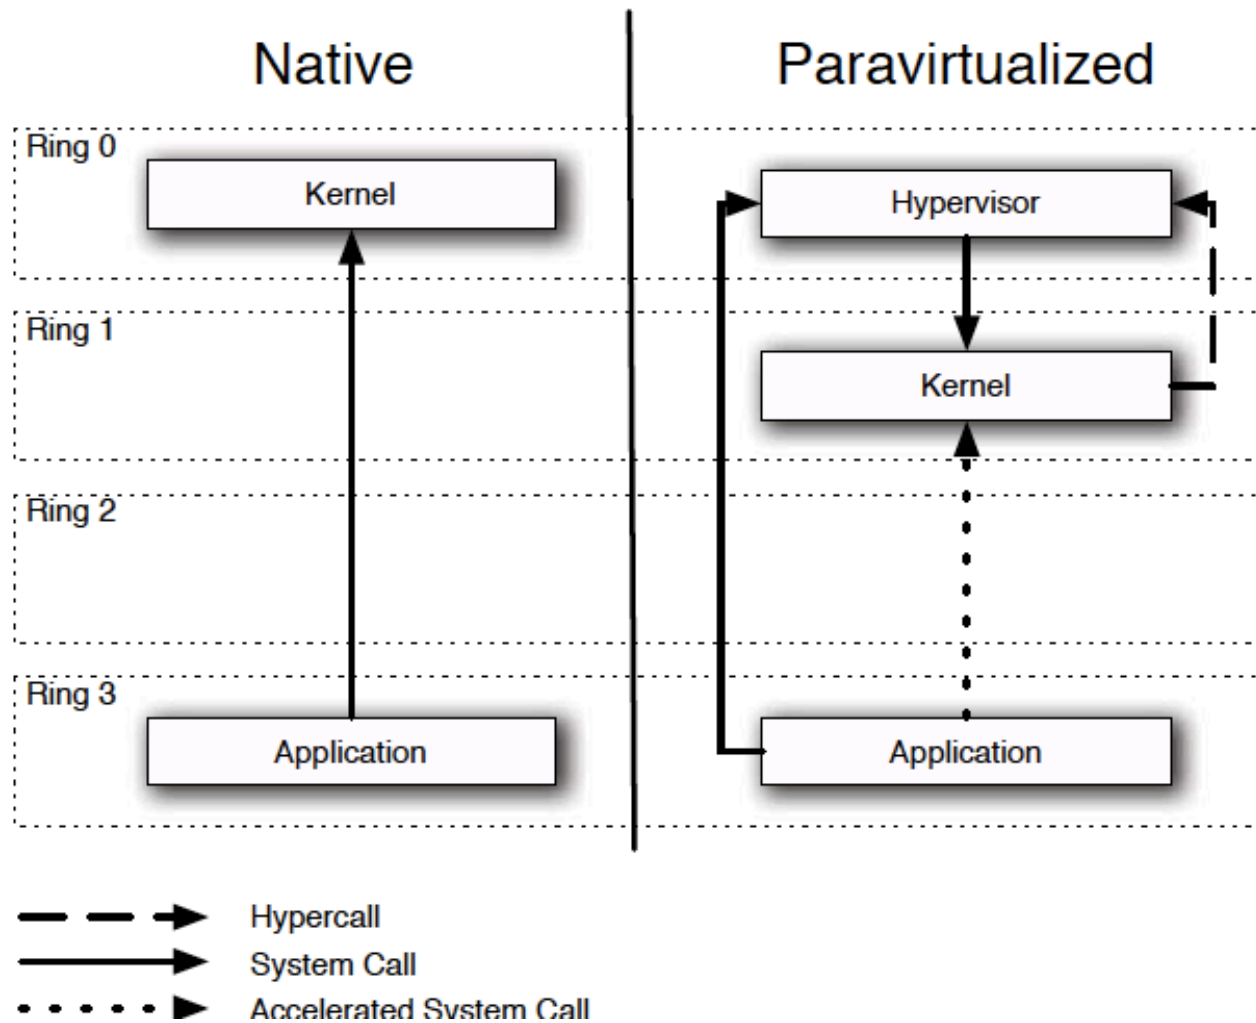 Native
Paravirtualized
Ring 0
Kernel
Hypervisor
Ring 1
Kernel
Ring 2
Ring 3
Application
Application
Hypercall
System Call
Accelerated System Call